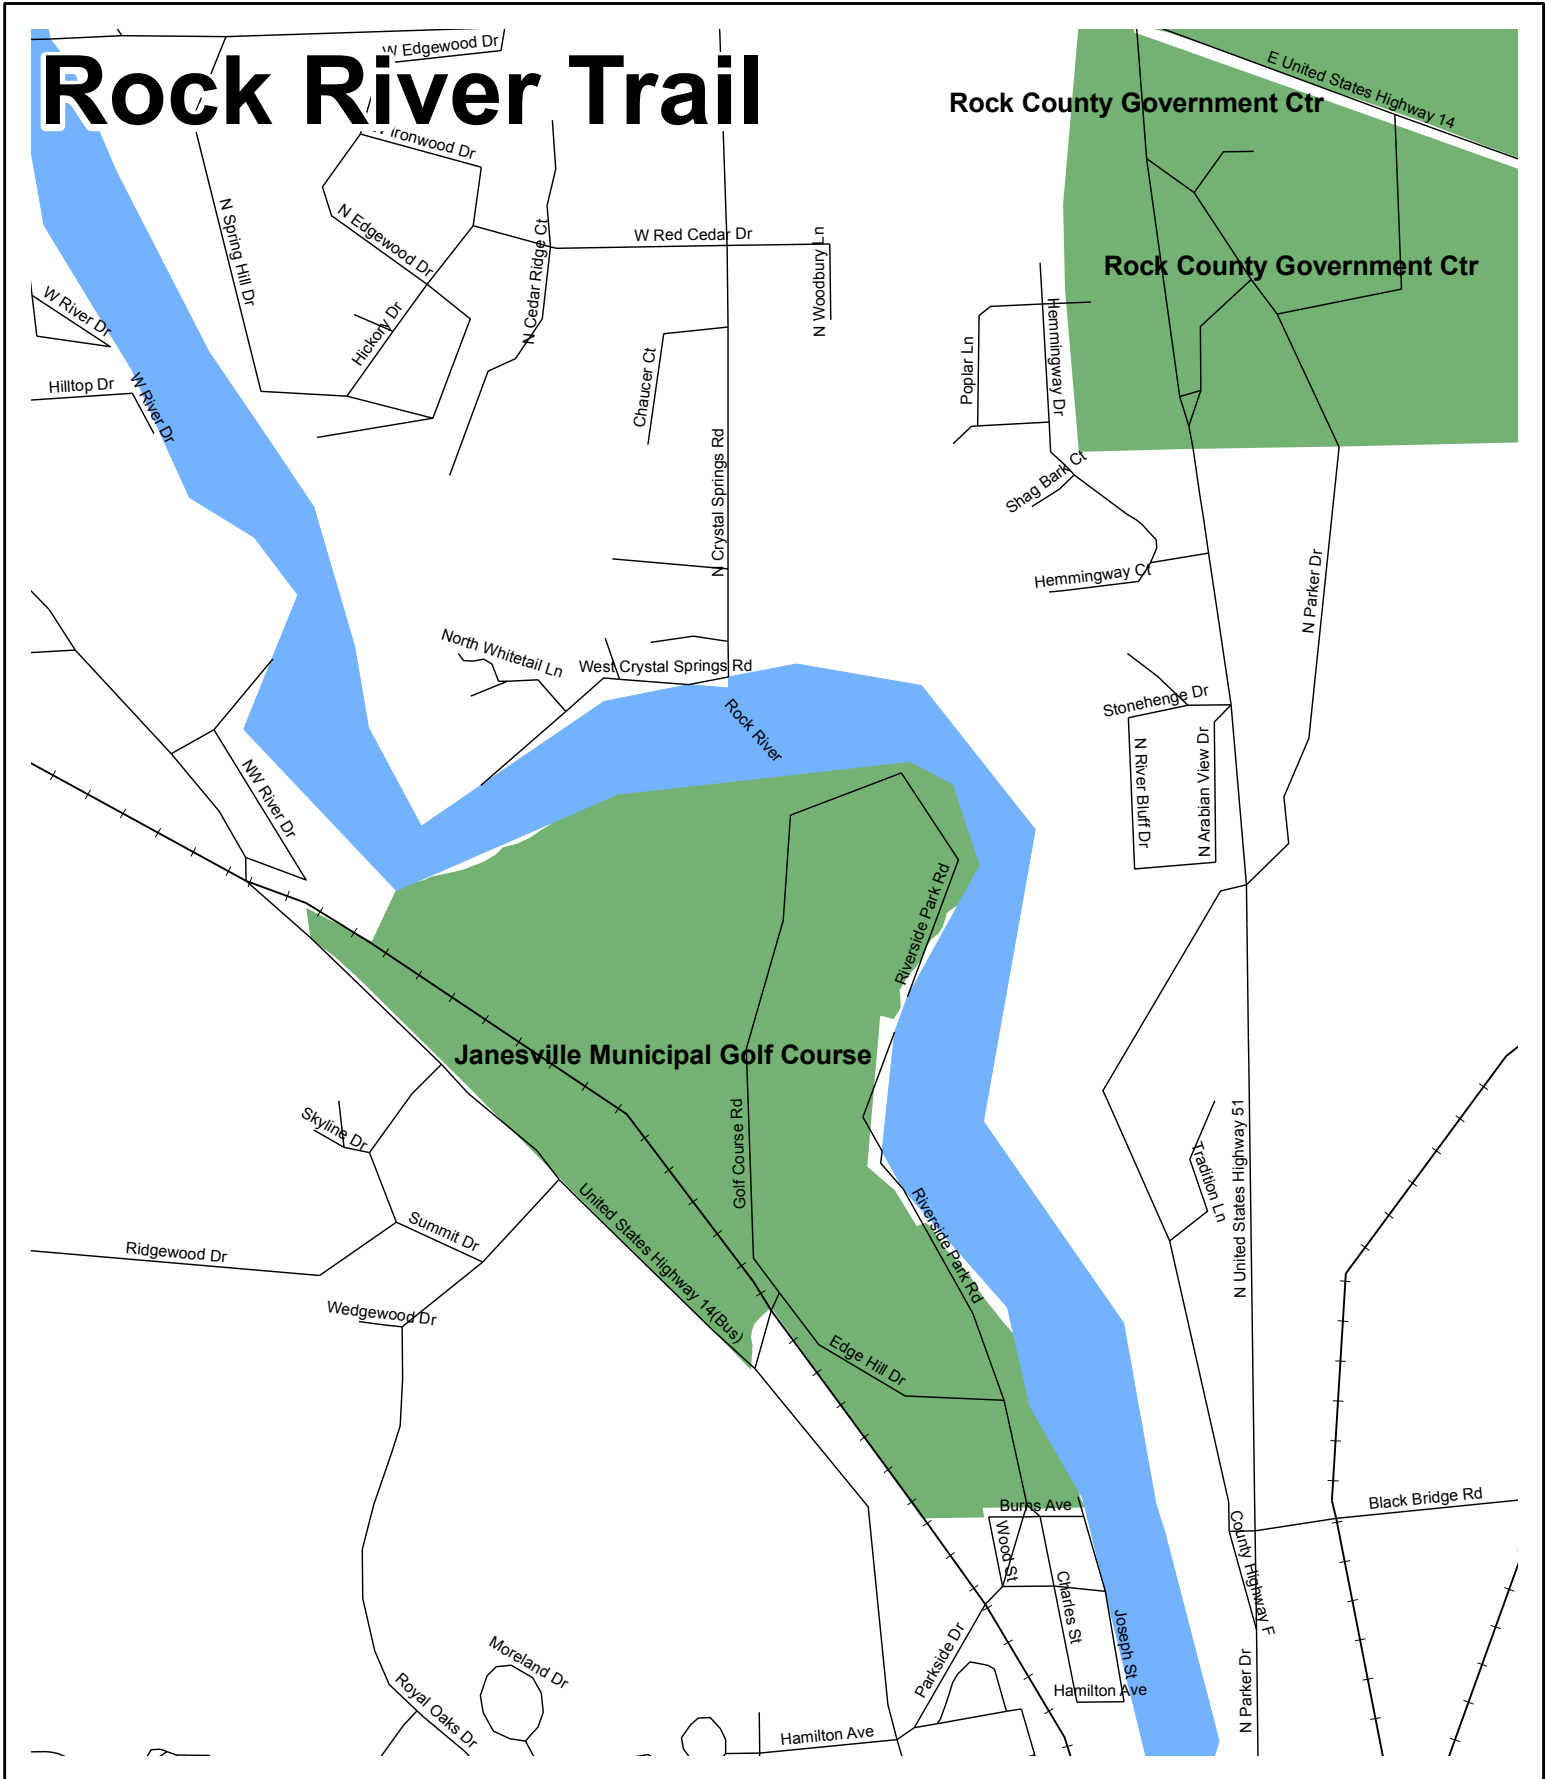 W Edgewood Dr
Rock River Trail
E United States Highway 14
Rock County Government Ctr
W Ironwood Dr
N Spring Hill Dr
N Edgewood Dr
N Cedar Ridge Ct
W Red Cedar Dr
N Woodbury Ln
Rock County Government Ctr
W River Dr
Hickory Dr
Hemmingway Dr
Poplar Ln
Chaucer Ct
Hilltop Dr
W River Dr
N Crystal Springs Rd
Shag Bark Ct
Hemmingway Ct
N Parker Dr
North Whitetail Ln
West Crystal Springs Rd
Rock River
Stonehenge Dr
N River Bluff Dr
N Arabian View Dr
NW River Dr
Riverside Park Rd
Janesville Municipal Golf Course
Skyline Dr
Golf Course Rd
N United States Highway 51
Tradition Ln
Summit Dr
United States Highway 14(Bus)
Riverside Park Rd
Ridgewood Dr
Wedgewood Dr
Edge Hill Dr
Burns Ave
Black Bridge Rd
Wood St
County Highway F
Charles St
Joseph St
Parkside Dr
Moreland Dr
Royal Oaks Dr
Hamilton Ave
N Parker Dr
Hamilton Ave